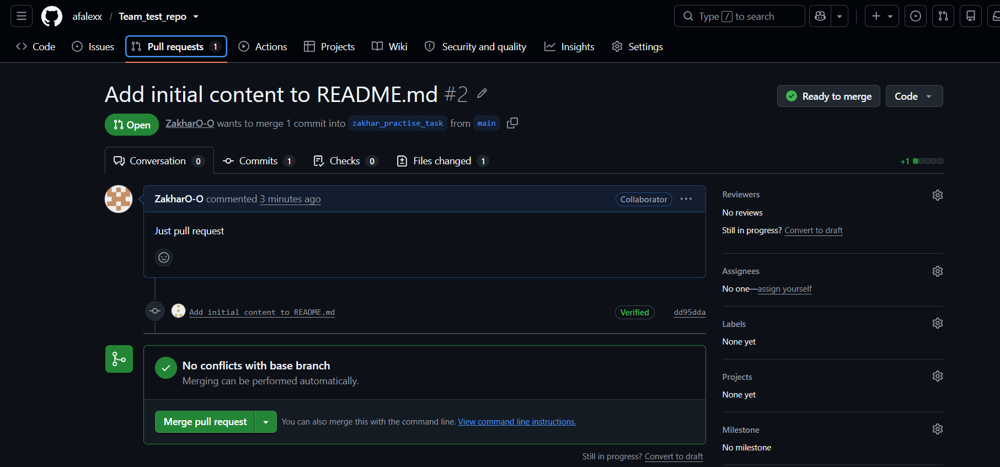 afalexx / Team_test_repo
Type / to search
Code
Issues
Pull requests 1
Actions
Projects
Wiki
Security and quality
Insights
Settings
Add initial content to README.md #2
Ready to merge
Code
Open
ZakharO-O wants to merge 1 commit into zakhar_practise_task from main
Conversation 0
Commits 1
Checks 0
Files changed 1
+1
ZakharO-O commented 3 minutes ago
Collaborator
Just pull request
Add initial content to README.md
Verified
dd95dda
No conflicts with base branch
Merging can be performed automatically.
Merge pull request
You can also merge this with the command line. View command line instructions.
Still in progress? Convert to draft
Reviewers
No reviews
Still in progress? Convert to draft
Assignees
No one—assign yourself
Labels
None yet
Projects
None yet
Milestone
No milestone